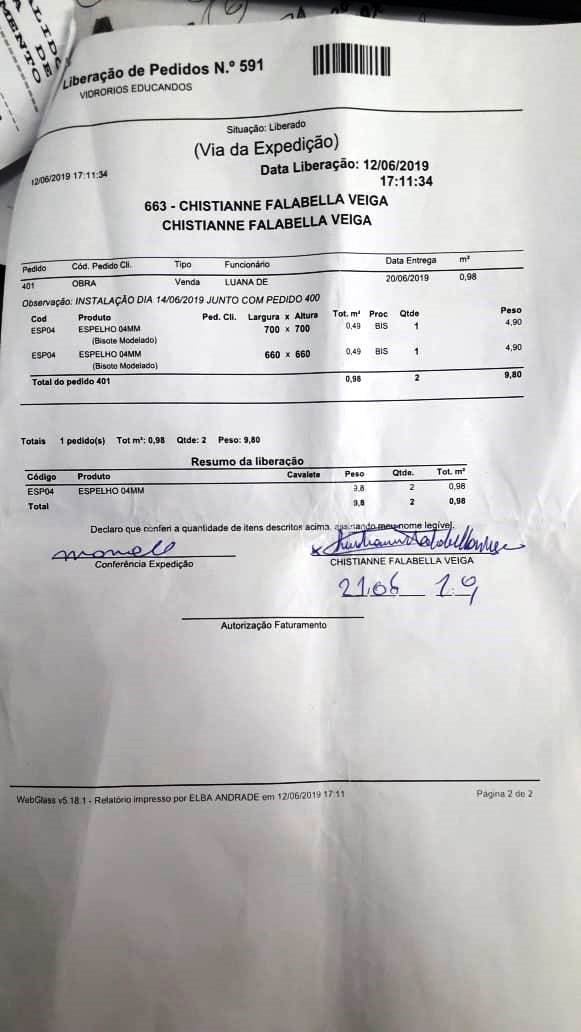 Liberação de Pedidos N.º 591
VIDRORIOS EDUCANDOS
Situação: Liberado
(Via da Expedição)
12/06/2019 17:11:34
Data Liberação: 12/06/2019
17:11:34
663 - CHISTIANNE FALABELLA VEIGA
CHISTIANNE FALABELLA VEIGA
Pedido Cód. Pedido Cli. Tipo Funcionário Data Entrega m²
401 OBRA Venda LUANA DE 20/06/2019 0,98
Observação: INSTALAÇÃO DIA 14/06/2019 JUNTO COM PEDIDO 400
Cod Produto Ped. Cli. Largura x Altura Tot. m² Proc Qtde Peso
ESP04 ESPELHO 04MM 700 x 700 0,49 BIS 1 4,90
(Bisote Modelado)
ESP04 ESPELHO 04MM 660 x 660 0,49 BIS 1 4,90
(Bisote Modelado)
Total do pedido 401 0,98 2 9,80
Totais 1 pedido(s) Tot m²: 0,98 Qtde: 2 Peso: 9,80
Resumo da liberação
Código Produto Cavalete Peso Qtde. Tot. m²
ESP04 ESPELHO 04MM 9,8 2 0,98
Total 9,8 2 0,98
Declaro que conferi a quantidade de itens descritos acima, assinando meu nome legível.
Conferência Expedição
CHISTIANNE FALABELLA VEIGA
21.06 19
Autorização Faturamento
WebGlass v5.18.1 - Relatório impresso por ELBA ANDRADE em 12/06/2019 17:11 Página 2 de 2